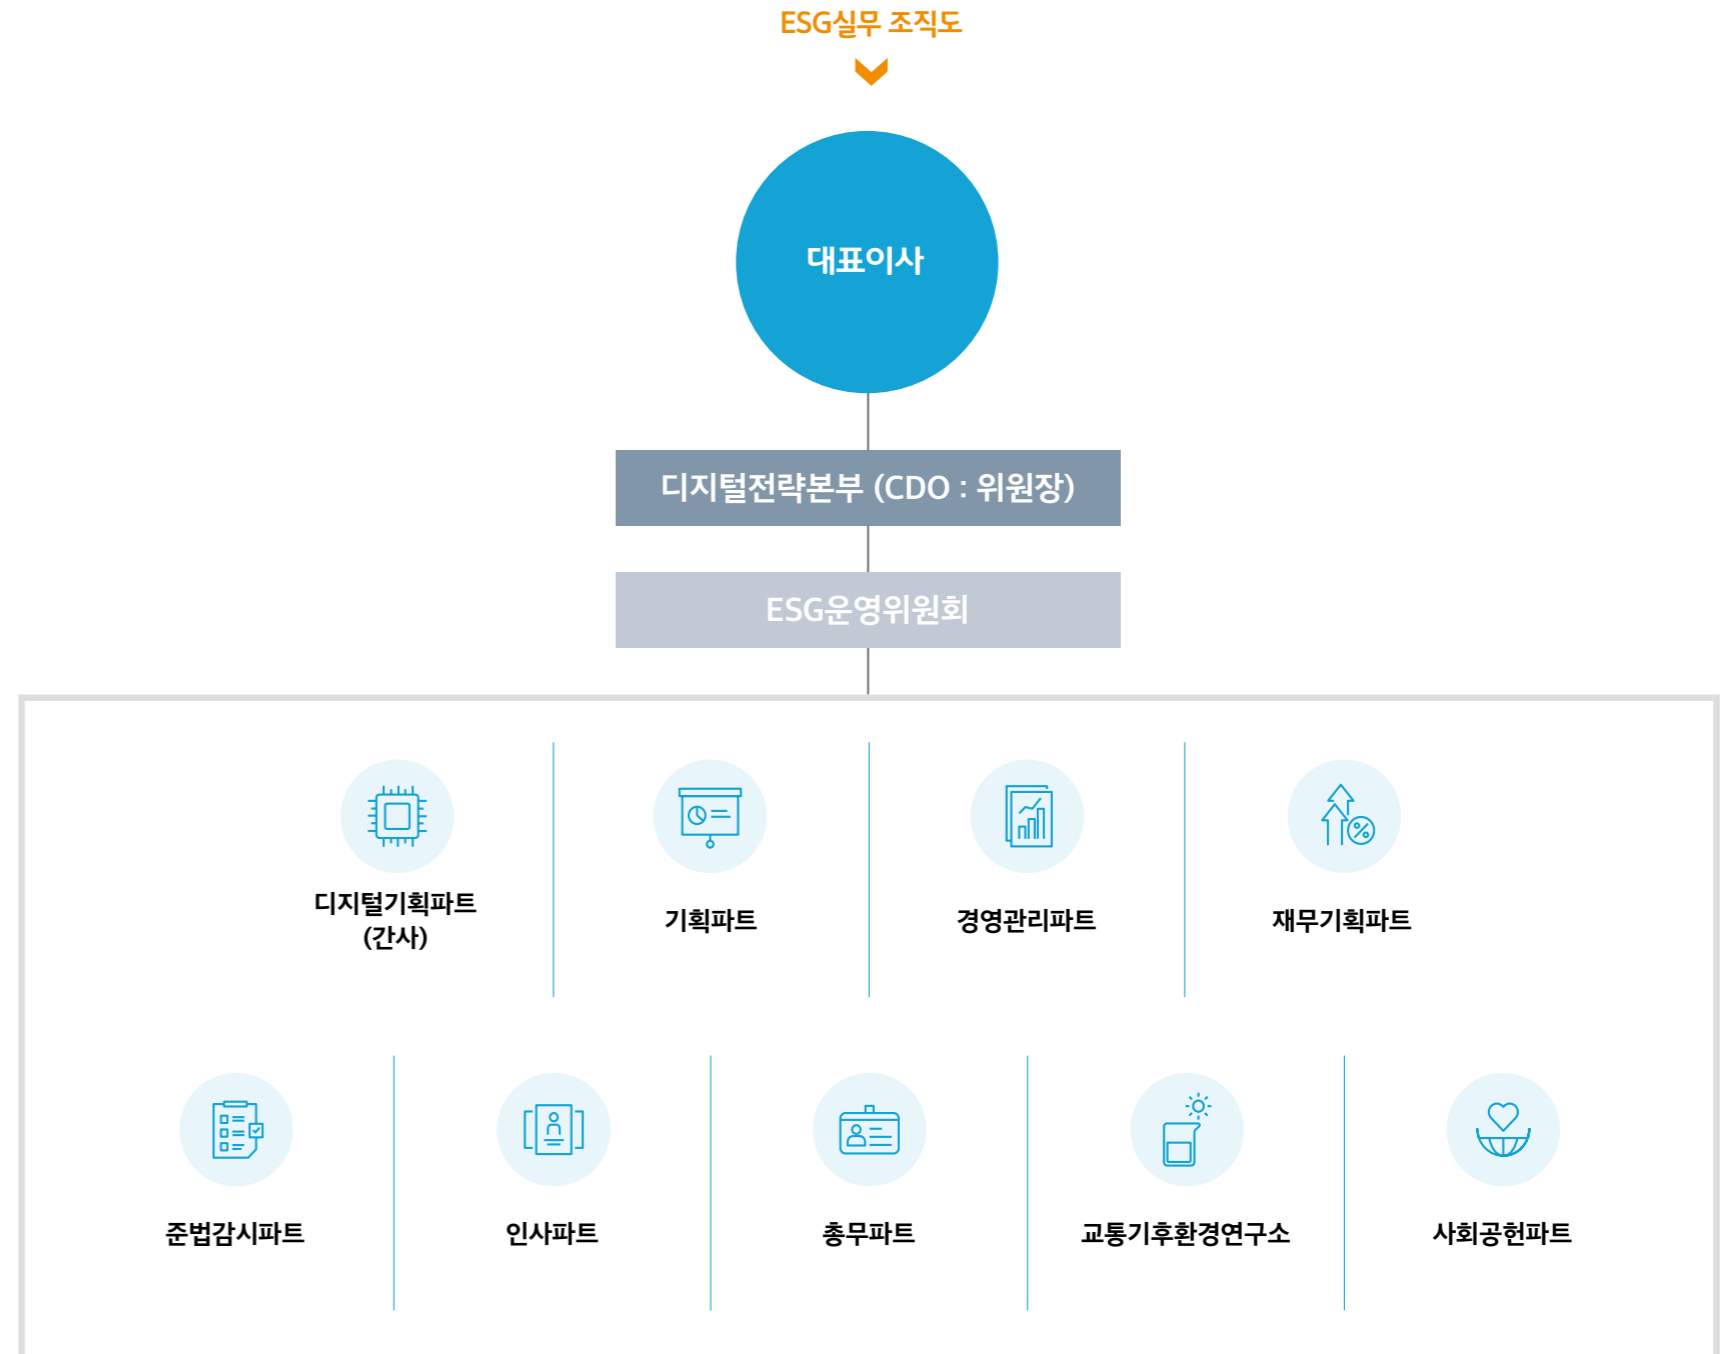 ESG실무 조직도
대표이사
디지털전략본부 (CDO : 위원장)
ESG운영위원회
디지털기획파트
(간사)
기획파트
경영관리파트
재무기획파트
준법감시파트
인사파트
총무파트
교통기후환경연구소
사회공헌파트